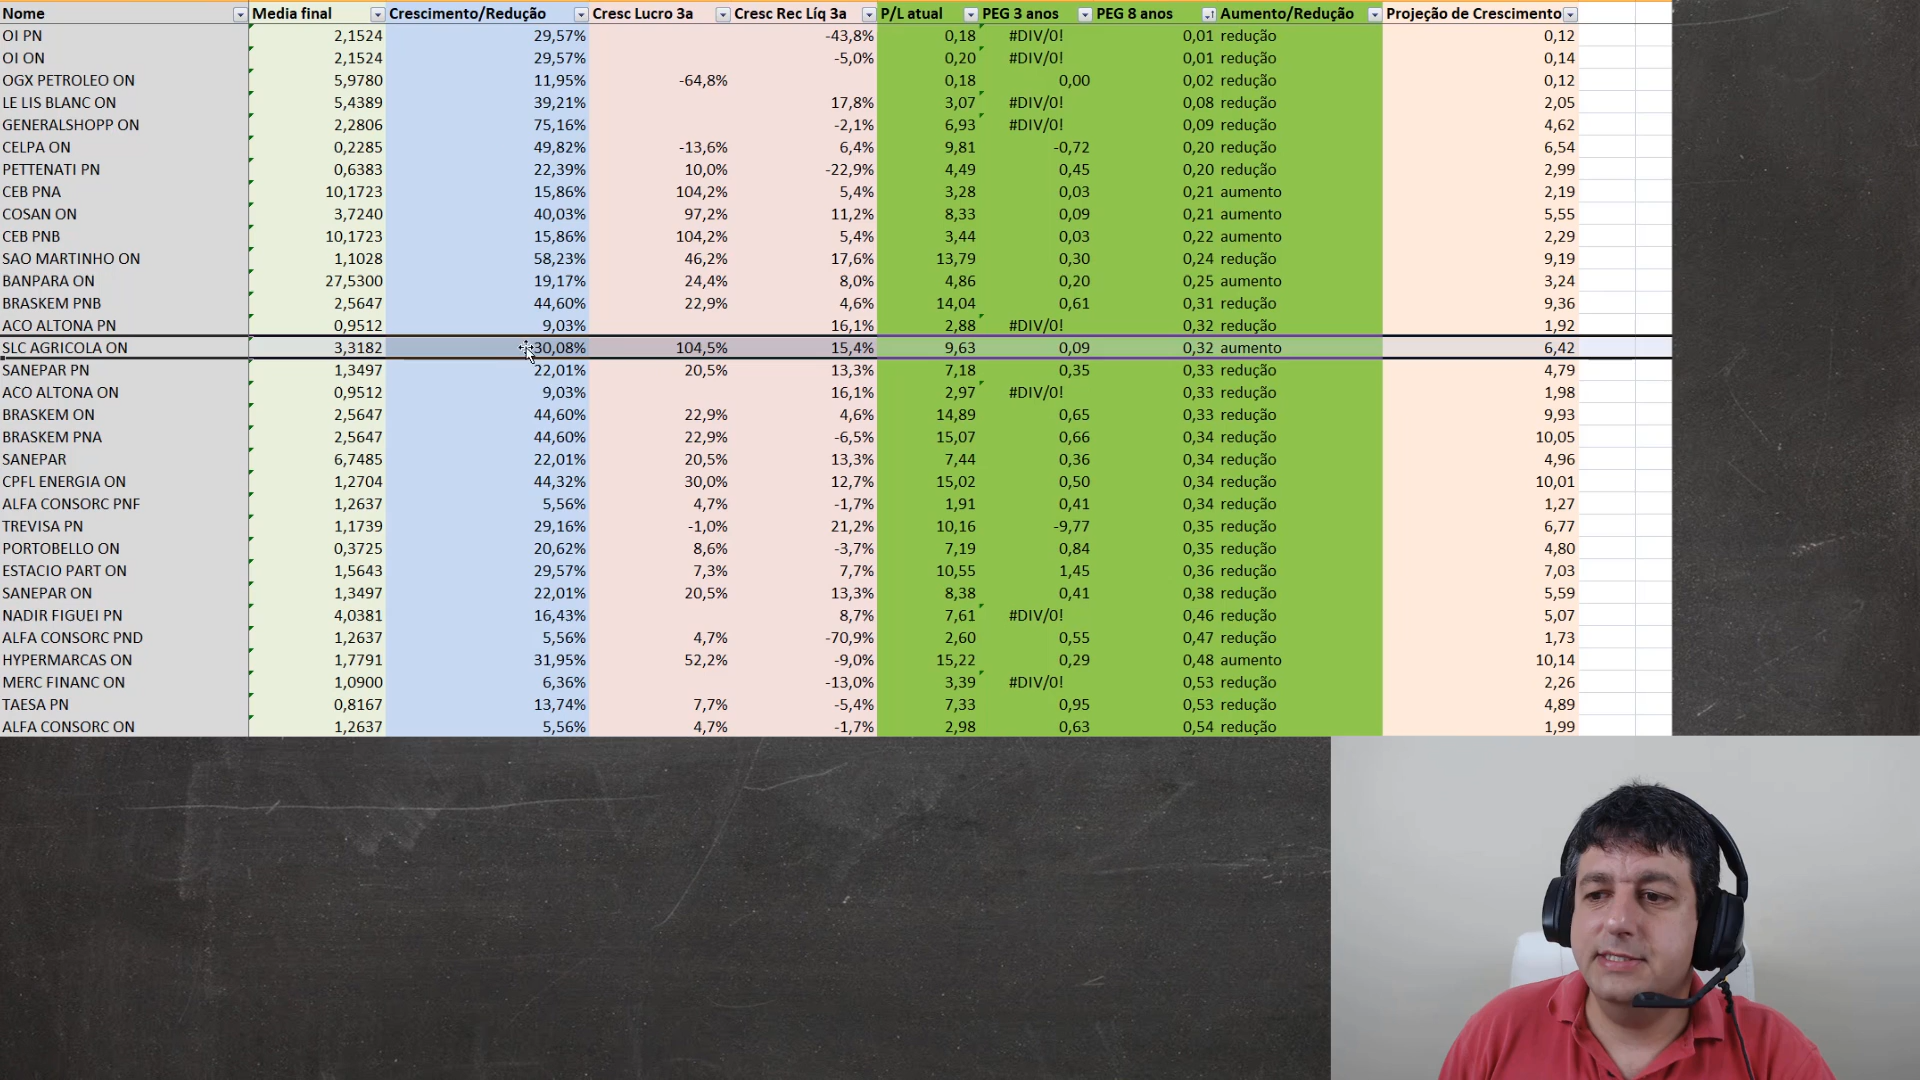 Nome Media final Crescimento/Redução Cresc Lucro 3a Cresc Rec Líq 3a P/L atual PEG 3 anos PEG 8 anos Aumento/Redução Projeção de Crescimento
OI PN 2,1524 29,57% -43,8% 0,18 #DIV/0! 0,01 redução 0,12
OI ON 2,1524 29,57% -5,0% 0,20 #DIV/0! 0,01 redução 0,14
OGX PETROLEO ON 5,9780 11,95% -64,8% 0,18 0,00 0,02 redução 0,12
LE LIS BLANC ON 5,4389 39,21% 17,8% 3,07 #DIV/0! 0,08 redução 2,05
GENERALSHOPP ON 2,2806 75,16% -2,1% 6,93 #DIV/0! 0,09 redução 4,62
CELPA ON 0,2285 49,82% -13,6% 6,4% 9,81 -0,72 0,20 redução 6,54
PETTENATI PN 0,6383 22,39% 10,0% -22,9% 4,49 0,45 0,20 redução 2,99
CEB PNA 10,1723 15,86% 104,2% 5,4% 3,28 0,03 0,21 aumento 2,19
COSAN ON 3,7240 40,03% 97,2% 11,2% 8,33 0,09 0,21 aumento 5,55
CEB PNB 10,1723 15,86% 104,2% 5,4% 3,44 0,03 0,22 aumento 2,29
SAO MARTINHO ON 1,1028 58,23% 46,2% 17,6% 13,79 0,30 0,24 redução 9,19
BANPARA ON 27,5300 19,17% 24,4% 8,0% 4,86 0,20 0,25 aumento 3,24
BRASKEM PNB 2,5647 44,60% 22,9% 4,6% 14,04 0,61 0,31 redução 9,36
ACO ALTONA PN 0,9512 9,03% 16,1% 2,88 #DIV/0! 0,32 redução 1,92
SLC AGRICOLA ON 3,3182 30,08% 104,5% 15,4% 9,63 0,09 0,32 aumento 6,42
SANEPAR PN 1,3497 22,01% 20,5% 13,3% 7,18 0,35 0,33 redução 4,79
ACO ALTONA ON 0,9512 9,03% 16,1% 2,97 #DIV/0! 0,33 redução 1,98
BRASKEM ON 2,5647 44,60% 22,9% 4,6% 14,89 0,65 0,33 redução 9,93
BRASKEM PNA 2,5647 44,60% 22,9% -6,5% 15,07 0,66 0,34 redução 10,05
SANEPAR 6,7485 22,01% 20,5% 13,3% 7,44 0,36 0,34 redução 4,96
CPFL ENERGIA ON 1,2704 44,32% 30,0% 12,7% 15,02 0,50 0,34 redução 10,01
ALFA CONSORC PNF 1,2637 5,56% 4,7% -1,7% 1,91 0,41 0,34 redução 1,27
TREVISA PN 1,1739 29,16% -1,0% 21,2% 10,16 -9,77 0,35 redução 6,77
PORTOBELLO ON 0,3725 20,62% 8,6% -3,7% 7,19 0,84 0,35 redução 4,80
ESTACIO PART ON 1,5643 29,57% 7,3% 7,7% 10,55 1,45 0,36 redução 7,03
SANEPAR ON 1,3497 22,01% 20,5% 13,3% 8,38 0,41 0,38 redução 5,59
NADIR FIGUEI PN 4,0381 16,43% 8,7% 7,61 #DIV/0! 0,46 redução 5,07
ALFA CONSORC PND 1,2637 5,56% 4,7% -70,9% 2,60 0,55 0,47 redução 1,73
HYPERMARCAS ON 1,7791 31,95% 52,2% -9,0% 15,22 0,29 0,48 aumento 10,14
MERC FINANC ON 1,0900 6,36% -13,0% 3,39 #DIV/0! 0,53 redução 2,26
TAESA PN 0,8167 13,74% 7,7% -5,4% 7,33 0,95 0,53 redução 4,89
ALFA CONSORC ON 1,2637 5,56% 4,7% -1,7% 2,98 0,63 0,54 redução 1,99